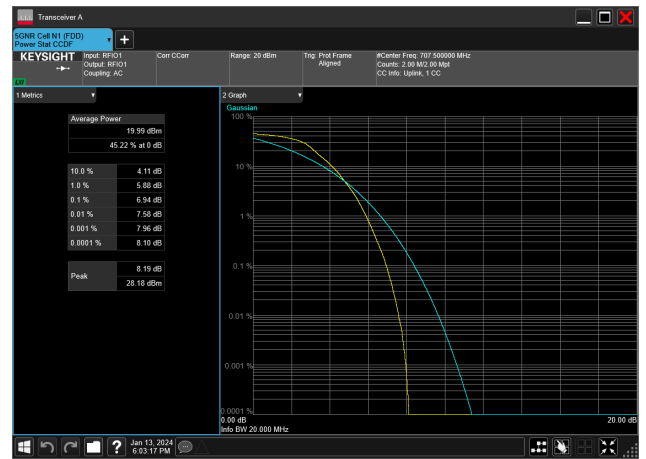 Transceiver A
5GNR Cell N1 (FDD)
Power Stat CCDF
KEYSIGHT
Input: RFIO1
Output: RFIO1
Coupling: AC
Corr CCorr
Range: 20 dBm
Trig: Prot Frame
Aligned
#Center Freq: 707.500000 MHz
Counts: 2.00 M/2.00 Mpt
CC Info: Uplink, 1 CC
LW
1 Metrics
Average Power
19.99 dBm
45.22 % at 0 dB
10.0 % 4.11 dB
1.0 % 5.88 dB
0.1 % 6.94 dB
0.01 % 7.58 dB
0.001 % 7.96 dB
0.0001 % 8.10 dB
Peak
8.19 dB
28.18 dBm
2 Graph
Gaussian
100 %
10 %
1 %
0.1 %
0.01 %
0.001 %
0.0001 %
0.00 dB 20.00 dB
Info BW 20.000 MHz
Jan 13, 2024
6:03:17 PM